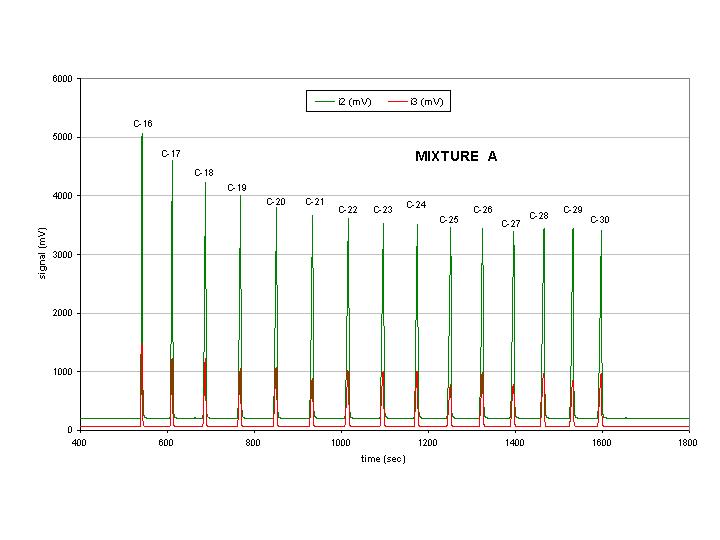 6000
i2 (mV) i3 (mV)
C-16
5000
C-17
MIXTURE A
C-18
C-19
4000
C-20 C-21 C-22 C-23 C-24 C-25 C-26 C-27 C-28 C-29 C-30
signal (mV)
3000
2000
1000
0
400 600 800 1000 1200 1400 1600 1800
time (sec)